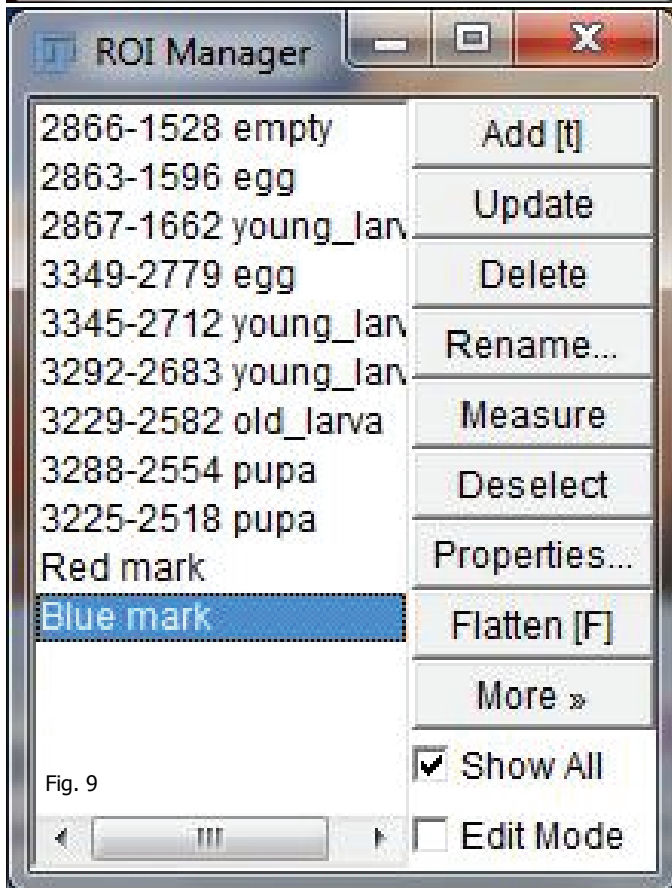 ROI Manager
2866-1528 empty
2863-1596 egg
2867-1662 young_larv
3349-2779 egg
3345-2712 young_larv
3292-2683 young_larv
3229-2582 old_larva
3288-2554 pupa
3225-2518 pupa
Red mark
Blue mark
Fig. 9
Add [t]
Update
Delete
Rename...
Measure
Deselect
Properties...
Flatten [F]
More »
Show All
Edit Mode